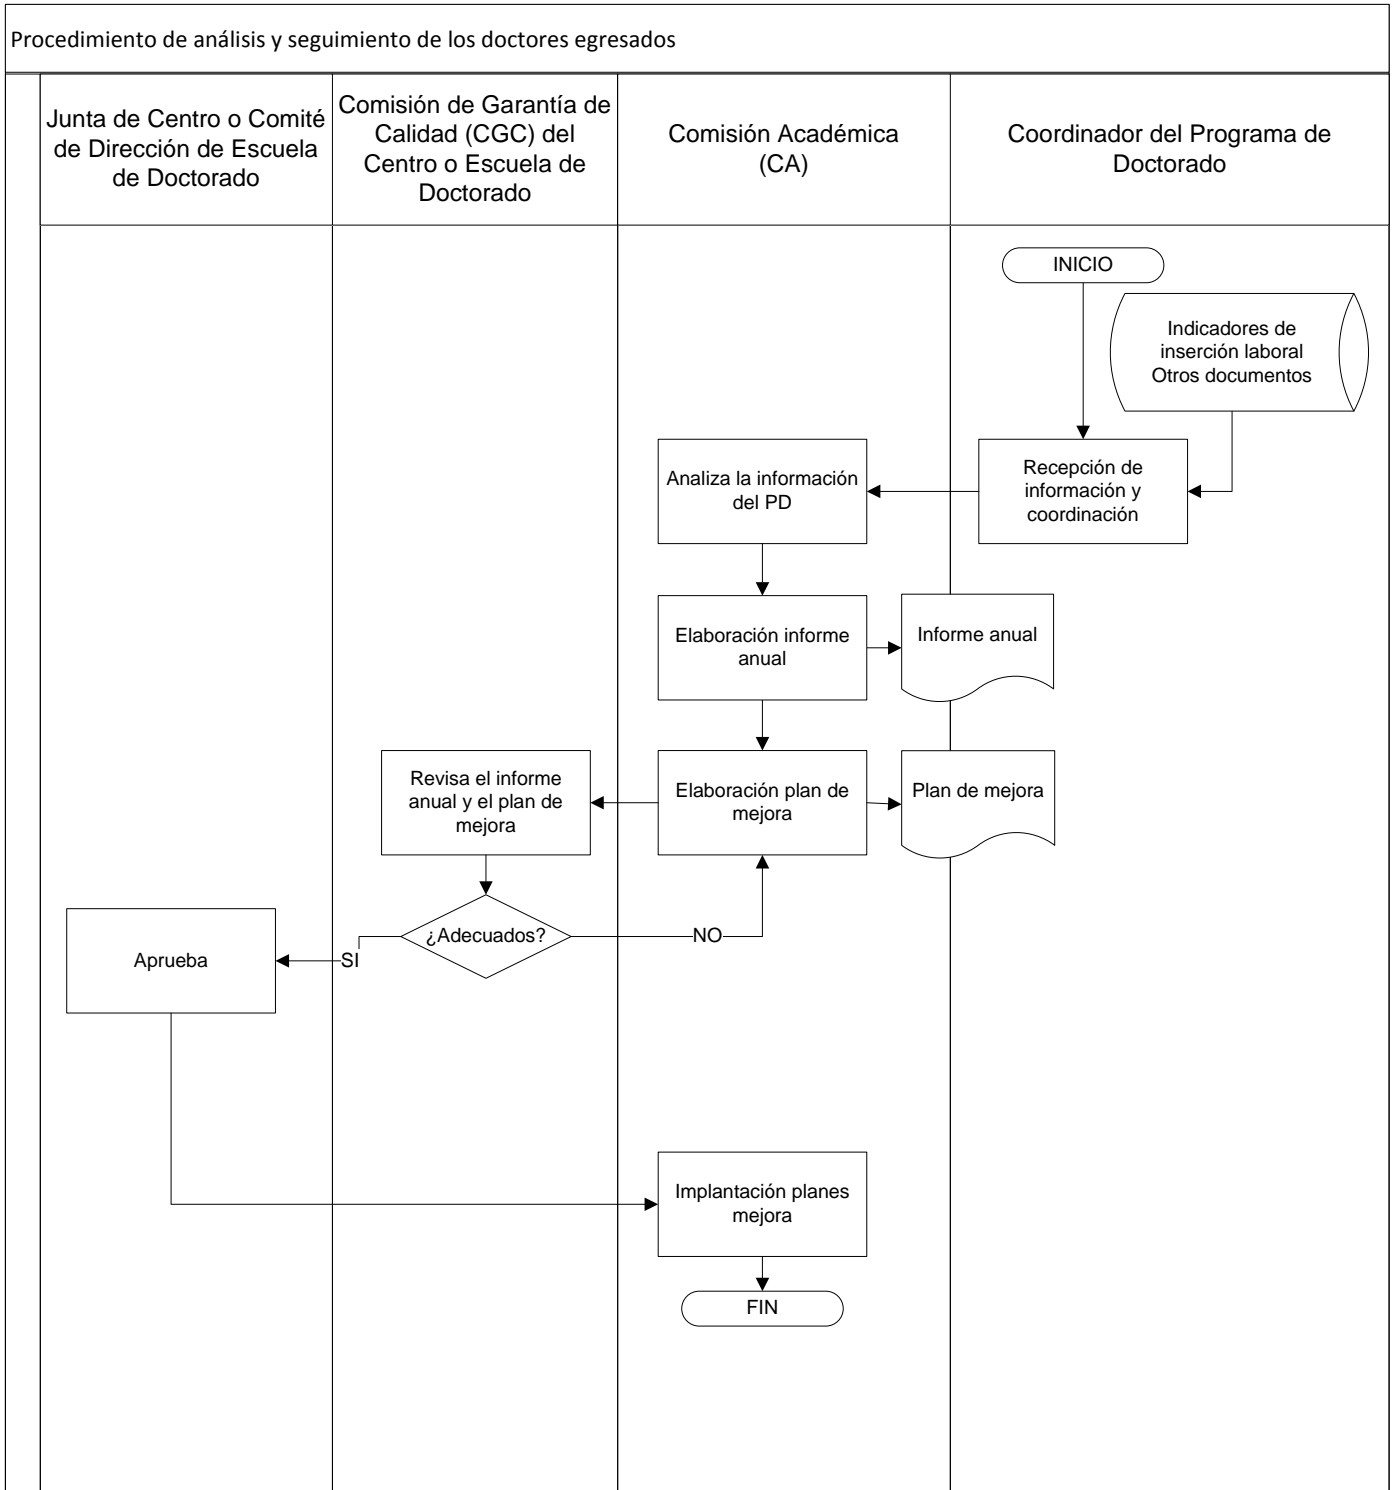 Procedimiento de análisis y seguimiento de los doctores egresados
Junta de Centro o Comité
de Dirección de Escuela
de Doctorado
Comisión de Garantía de
Calidad (CGC) del
Centro o Escuela de
Doctorado
Comisión Académica
(CA)
Coordinador del Programa de
Doctorado
INICIO
Indicadores de
inserción laboral
Otros documentos
Recepción de
información y
coordinación
Analiza la información
del PD
Elaboración informe
anual
Informe anual
Elaboración plan de
mejora
Plan de mejora
Revisa el informe
anual y el plan de
mejora
¿Adecuados?
NO
SI
Aprueba
Implantación planes
mejora
FIN